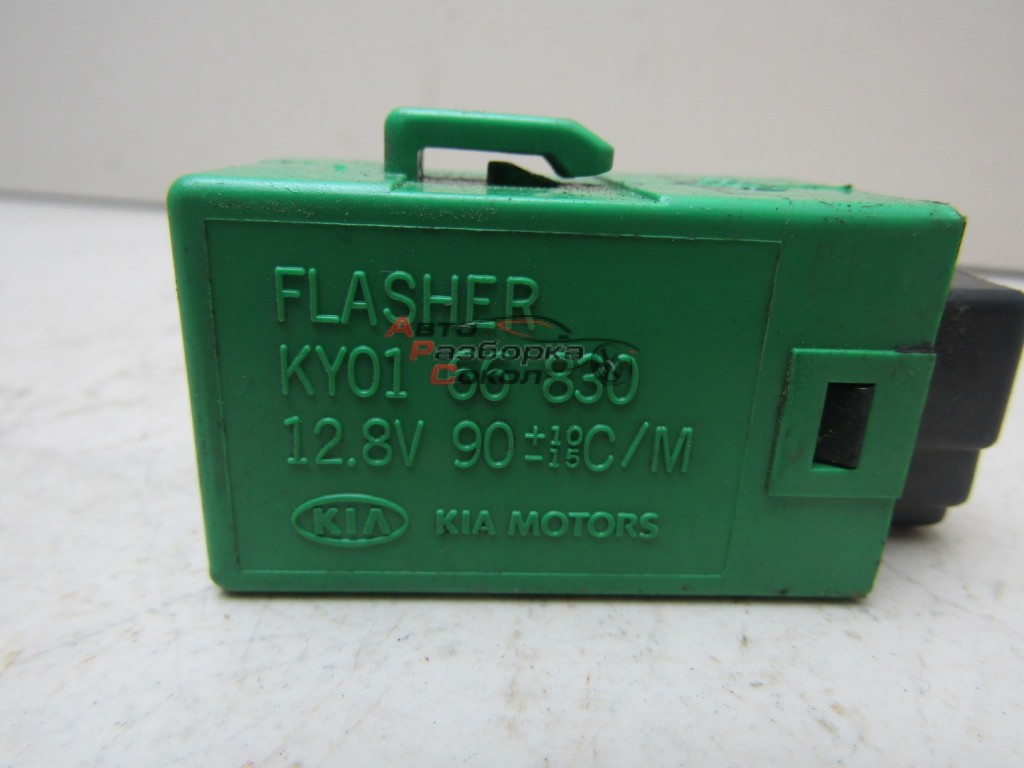 FLASHER
KY01 66 830
12.8V 90 +10 -15 C/M
KIA KIA MOTORS
Авто
Разборка
Сокол